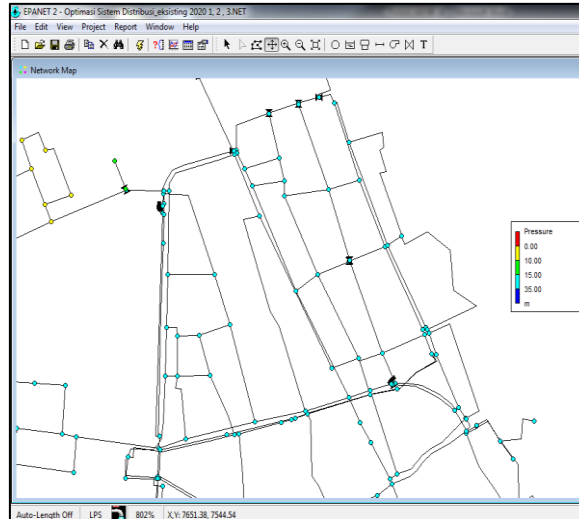 EPANET 2 - Optimasi Sistem Distribusi_eksisting 2020 1, 2 , 3.NET
File Edit View Project Report Window Help
T
Network Map
Pressure
0.00
10.00
15.00
35.00
m
Auto-Length Off LPS 802% X,Y: 7651.38, 7544.54